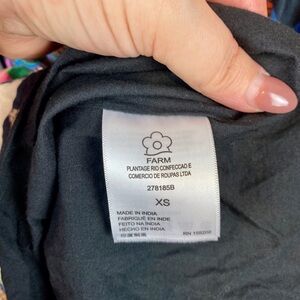 FARM
PLANTAGE RIO CONFECCAO E
COMERCIO DE ROUPAS LTDA
278185B
XS
MADE IN INDIA
FABRIQUÉ EN INDE
FEITO NA INDIA
HECHO EN INDIA
RN